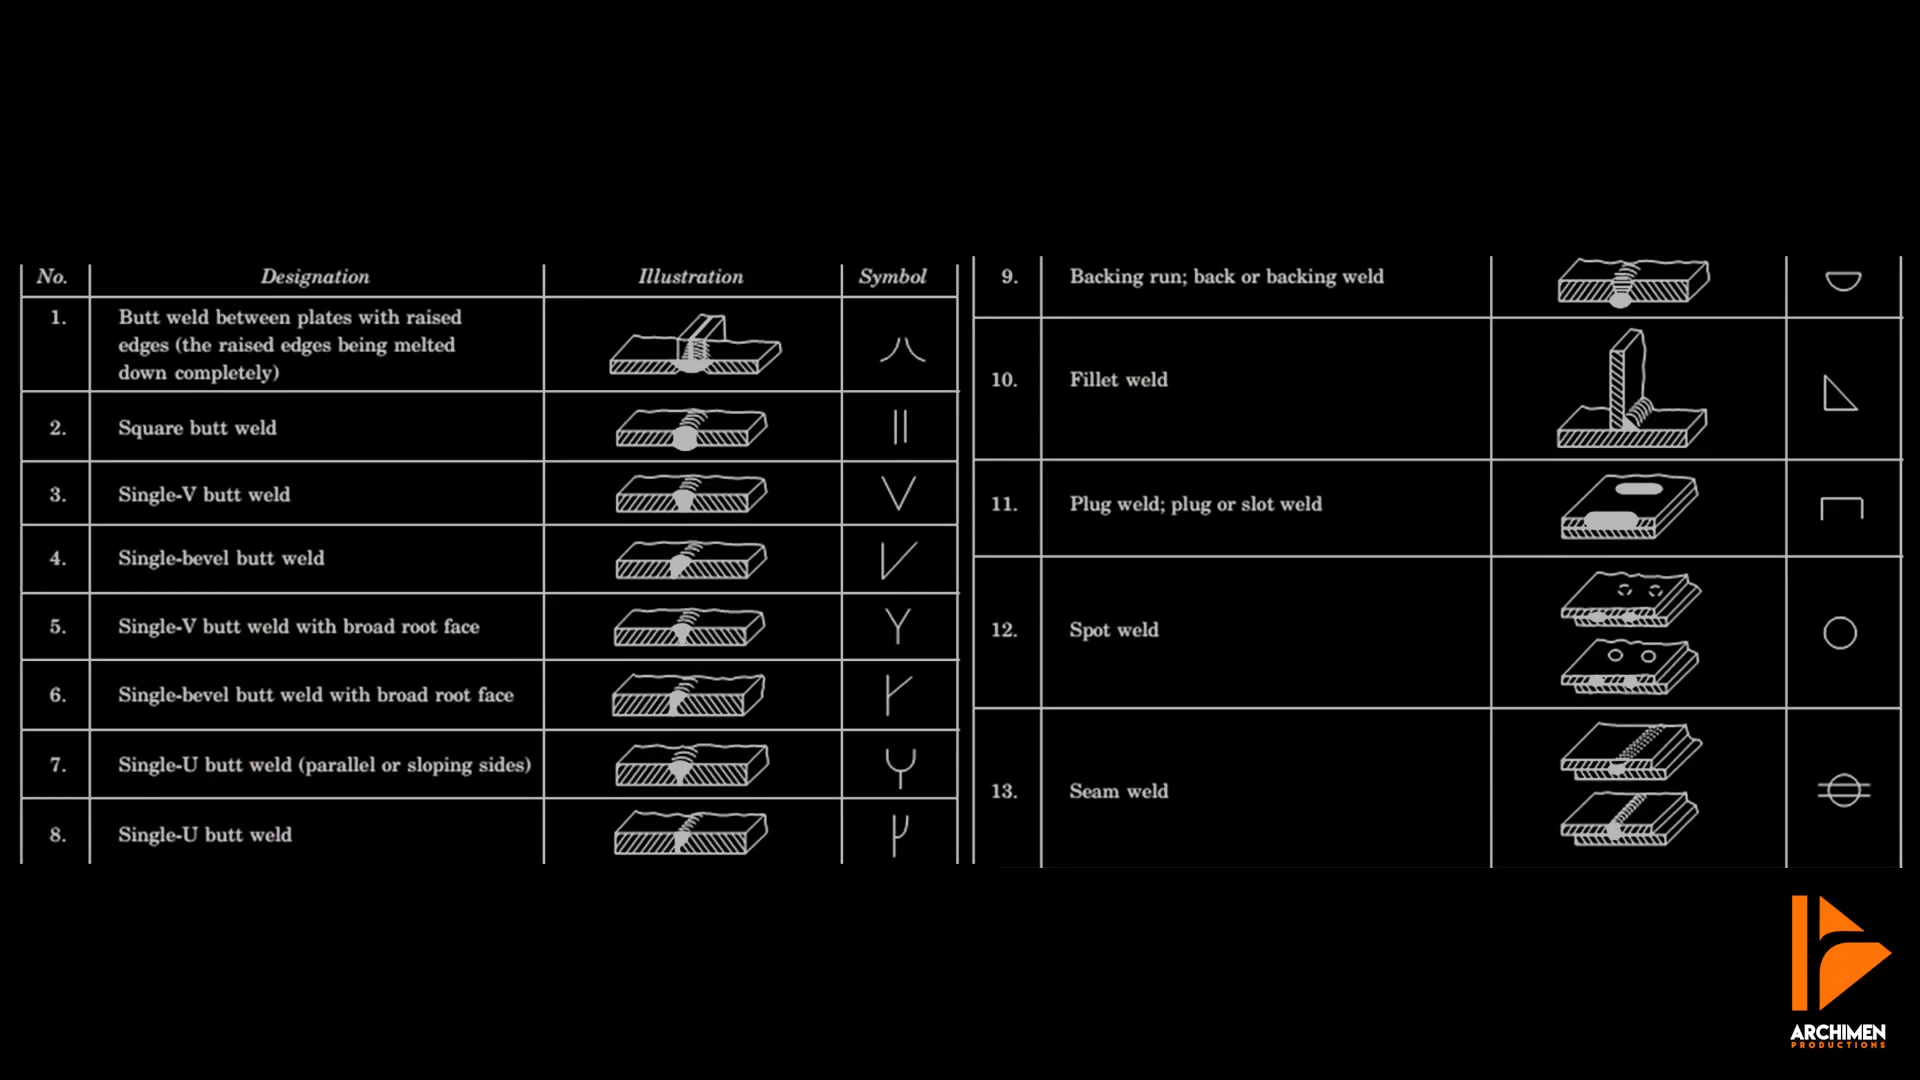 No. Designation Illustration Symbol
1. Butt weld between plates with raised
edges (the raised edges being melted
down completely)
2. Square butt weld
3. Single-V butt weld
4. Single-bevel butt weld
5. Single-V butt weld with broad root face
6. Single-bevel butt weld with broad root face
7. Single-U butt weld (parallel or sloping sides)
8. Single-U butt weld
9. Backing run; back or backing weld
10. Fillet weld
11. Plug weld; plug or slot weld
12. Spot weld
13. Seam weld
ARCHIMEN
PRODUCTIONS